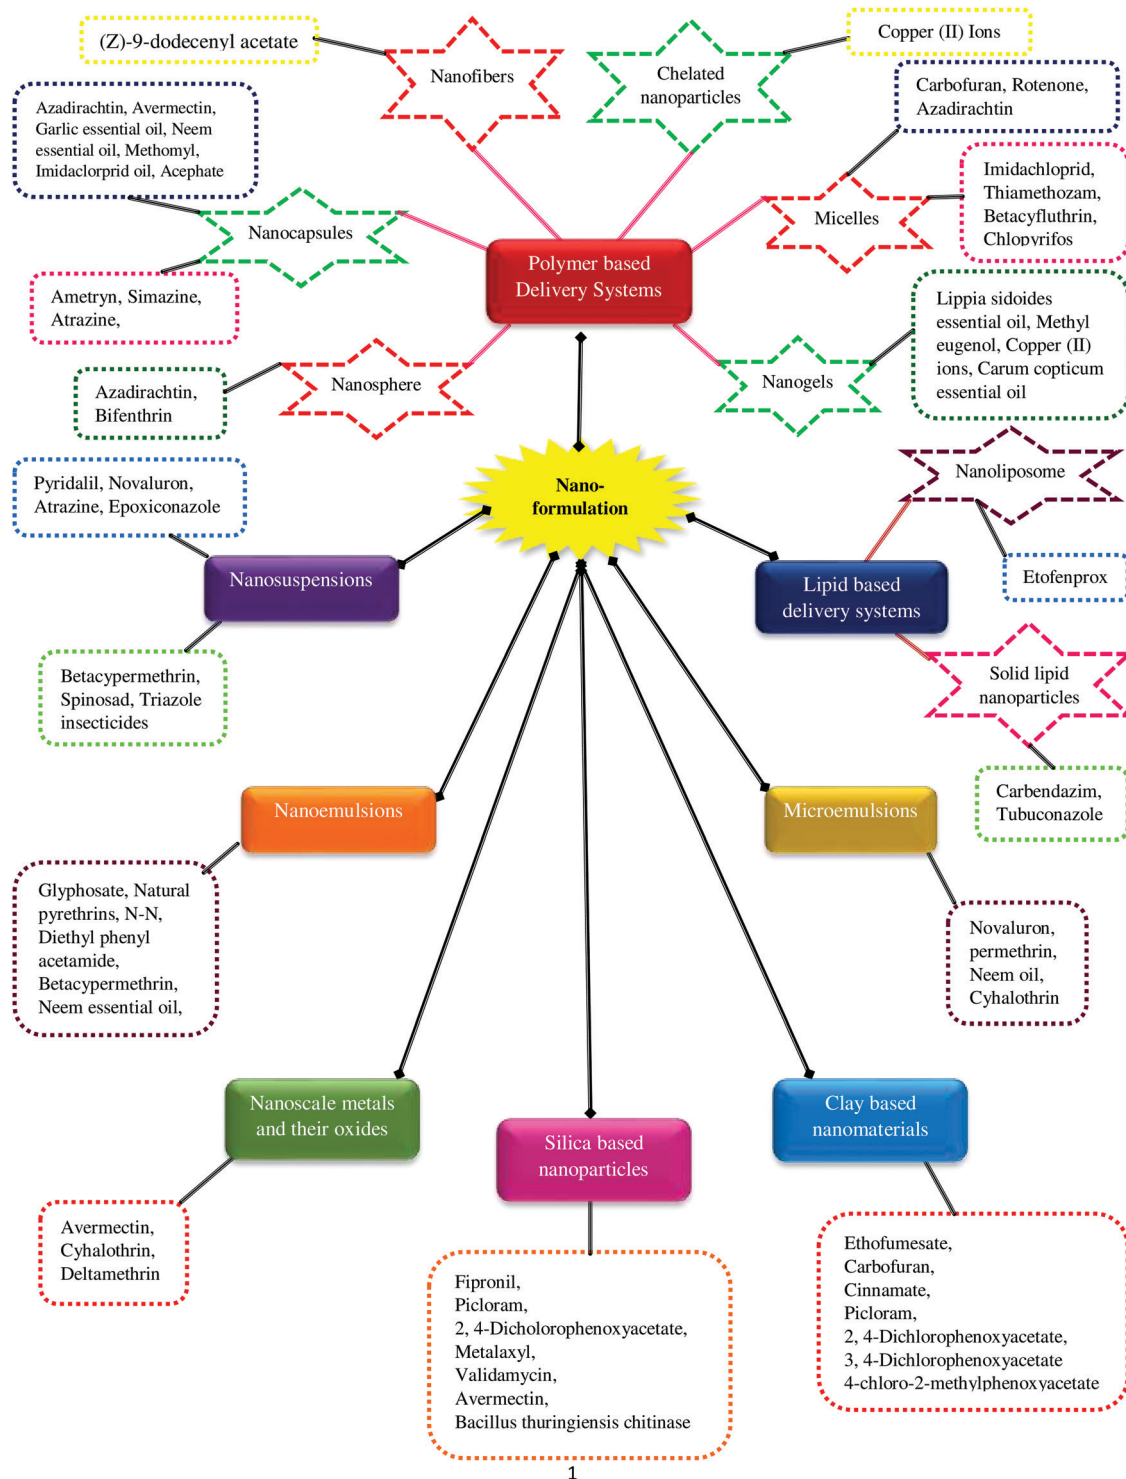 (Z)-9-dodecenyl acetate
Nanofibers
Chelated
nanoparticles
Copper (II) Ions
Azadirachtin, Avermectin,
Garlic essential oil, Neem
essential oil, Methomyl,
Imidaclorprid oil, Acephate
Carbofuran, Rotenone,
Azadirachtin
Nanocapsules
Micelles
Imidachloprid,
Thiamethozam,
Betacyfluthrin,
Chlopyrifos
Polymer based
Delivery Systems
Ametryn, Simazine,
Atrazine,
Lippia sidoides
essential oil, Methyl
eugenol, Copper (II)
ions, Carum copticum
essential oil
Azadirachtin,
Bifenthrin
Nanosphere
Nanogels
Nanoliposome
Pyridalil, Novaluron,
Atrazine, Epoxiconazole
Nano-
formulation
Nanosuspensions
Lipid based
delivery systems
Etofenprox
Betacypermethrin,
Spinosad, Triazole
insecticides
Solid lipid
nanoparticles
Nanoemulsions
Microemulsions
Carbendazim,
Tubuconazole
Glyphosate, Natural
pyrethrins, N-N,
Diethyl phenyl
acetamide,
Betacypermethrin,
Neem essential oil,
Novaluron,
permethrin,
Neem oil,
Cyhalothrin
Nanoscale metals
and their oxides
Silica based
nanoparticles
Clay based
nanomaterials
Avermectin,
Cyhalothrin,
Deltamethrin
Fipronil,
Picloram,
2, 4-Dicholorophenoxyacetate,
Metalaxyl,
Validamycin,
Avermectin,
Bacillus thuringiensis chitinase
Ethofumesate,
Carbofuran,
Cinnamate,
Picloram,
2, 4-Dichlorophenoxyacetate,
3, 4-Dichlorophenoxyacetate
4-chloro-2-methylphenoxyacetate
1